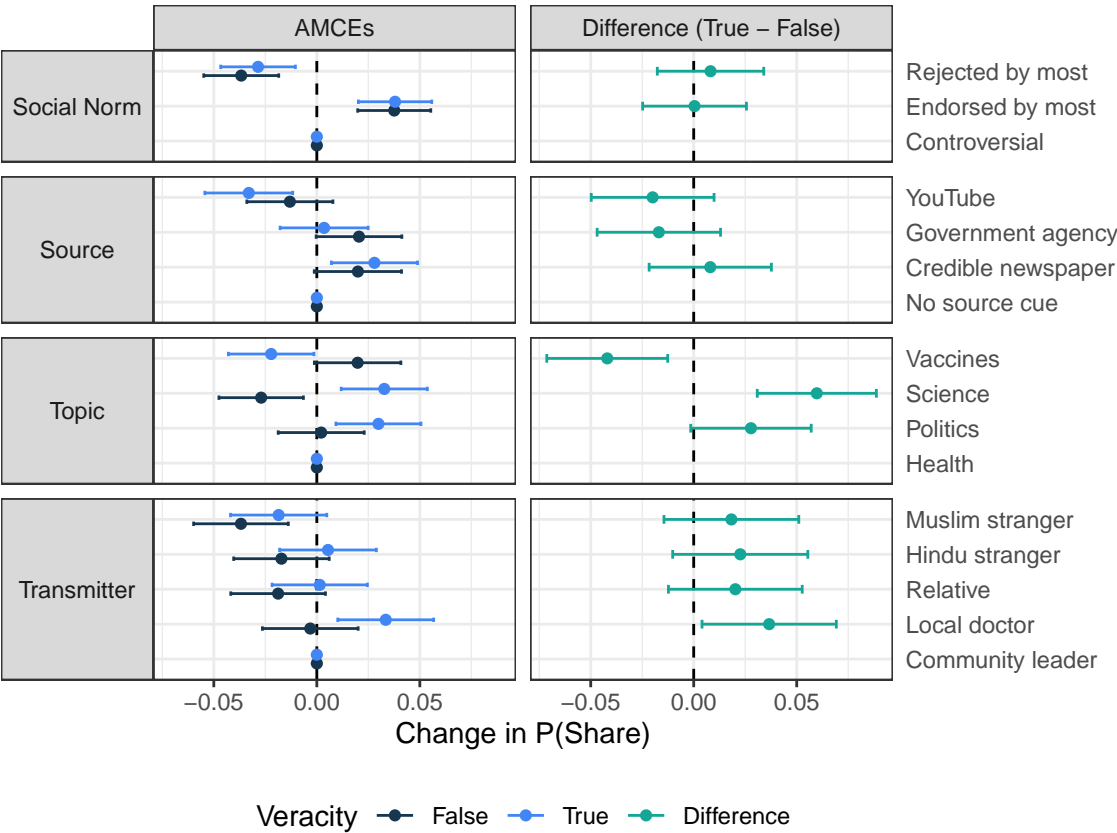 AMCEs
Difference (True − False)
Social Norm
Rejected by most
Endorsed by most
Controversial
Source
YouTube
Government agency
Credible newspaper
No source cue
Topic
Vaccines
Science
Politics
Health
Transmitter
Muslim stranger
Hindu stranger
Relative
Local doctor
Community leader
−0.05 0.00 0.05 −0.05 0.00 0.05
Change in P(Share)
Veracity False True Difference